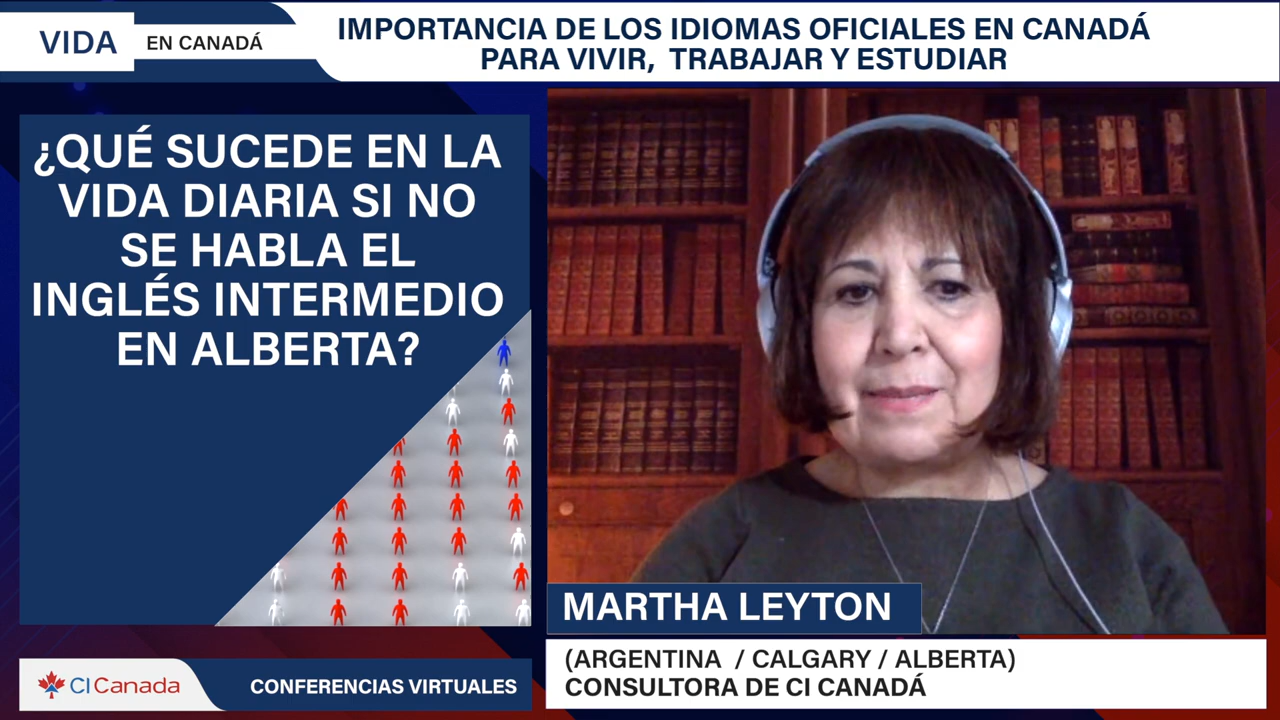 VIDA
EN CANADÁ
IMPORTANCIA DE LOS IDIOMAS OFICIALES EN CANADÁ
PARA VIVIR, TRABAJAR Y ESTUDIAR
¿QUÉ SUCEDE EN LA
VIDA DIARIA SI NO
SE HABLA EL
INGLÉS INTERMEDIO
EN ALBERTA?
MARTHA LEYTON
(ARGENTINA / CALGARY / ALBERTA)
CONSULTORA DE CI CANADÁ
CI Canada
CONFERENCIAS VIRTUALES